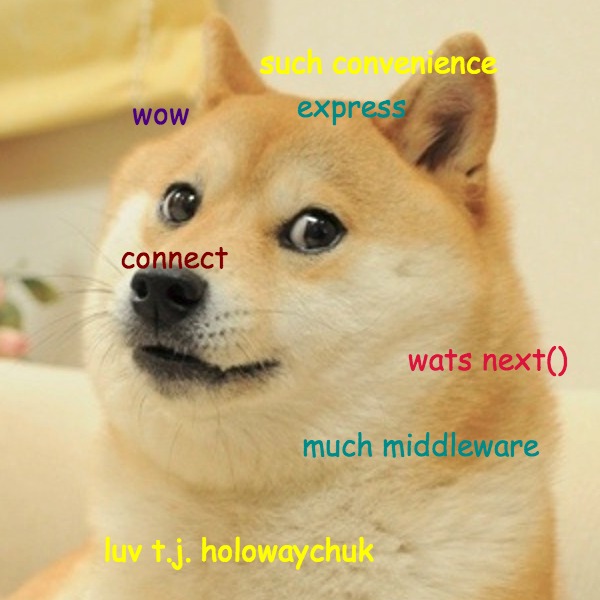 such convenience
express
wow
connect
wats next()
much middleware
luv t.j. holowaychuk